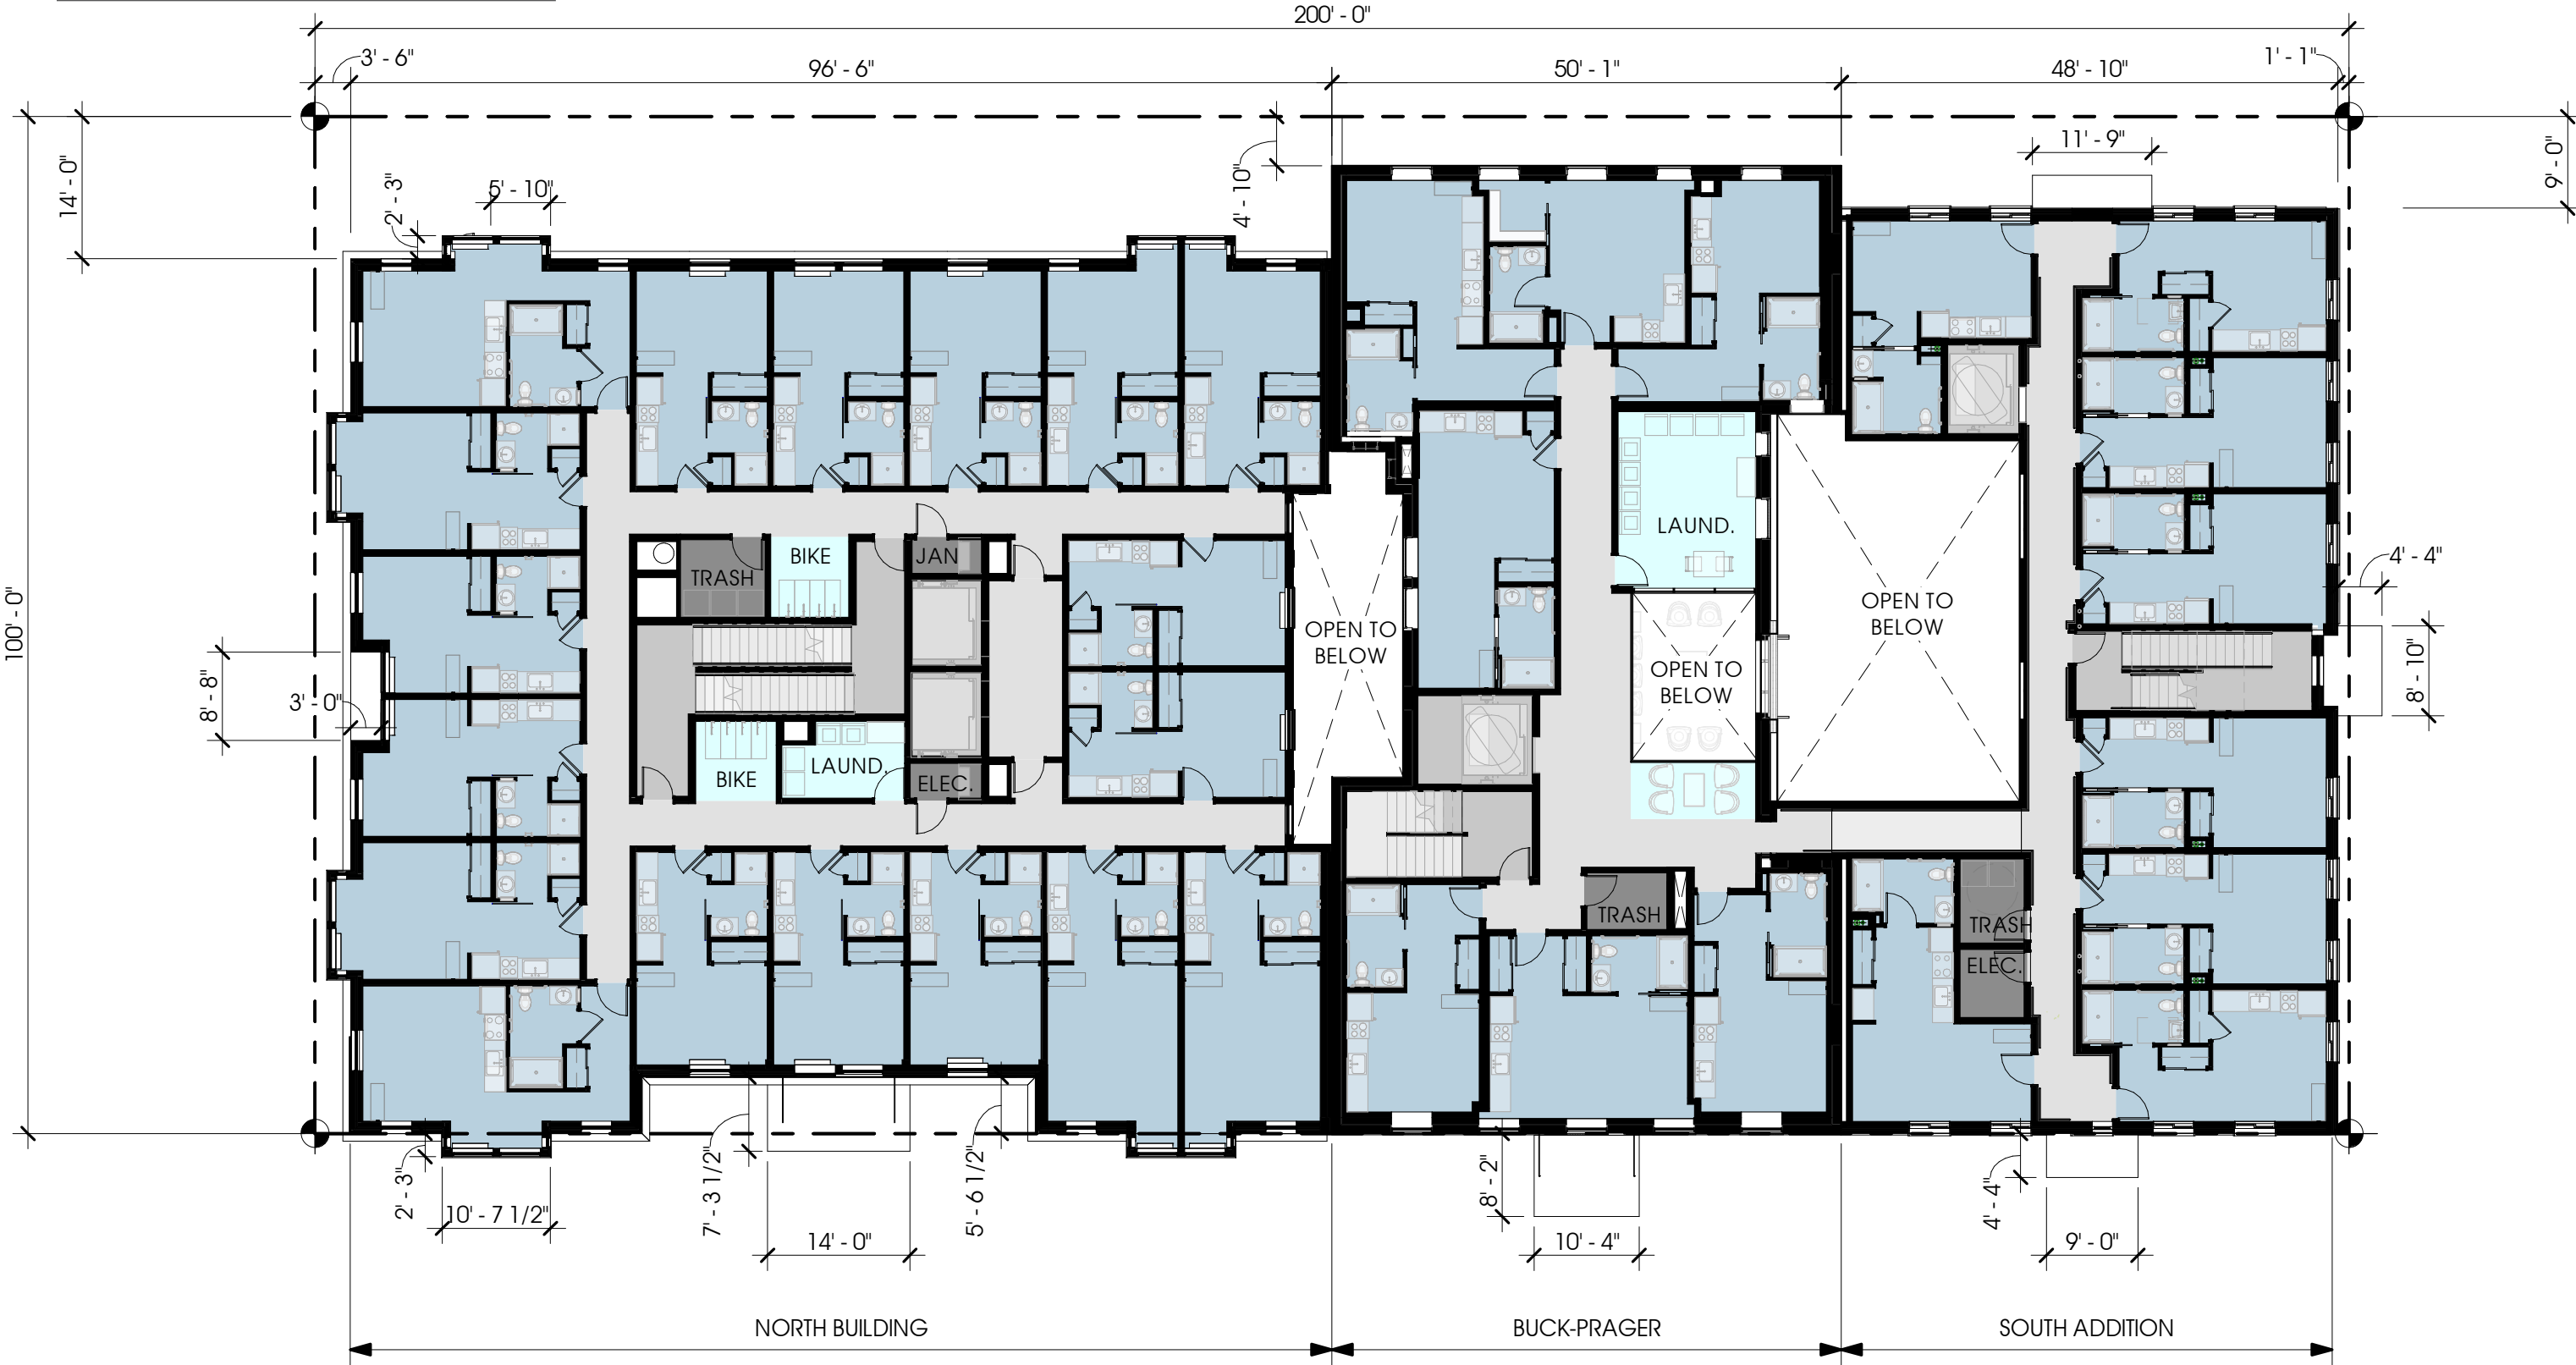 200' - 0"
3' - 6"
96' - 6"
50' - 1"
48' - 10"
1' - 1"
14' - 0"
2' - 3"
5' - 10"
4' - 10"
11' - 9"
9' - 0"
100' - 0"
8' - 8"
3' - 0"
TRASH
BIKE
JAN
BIKE
LAUND.
ELEC.
OPEN TO
BELOW
LAUND.
OPEN TO
BELOW
OPEN TO
BELOW
4' - 4"
8' - 10"
TRASH
TRASH
ELEC.
2' - 3"
10' - 7 1/2"
7' - 3 1/2"
14' - 0"
5' - 6 1/2"
8' - 2"
10' - 4"
4' - 4"
9' - 0"
NORTH BUILDING
BUCK-PRAGER
SOUTH ADDITION